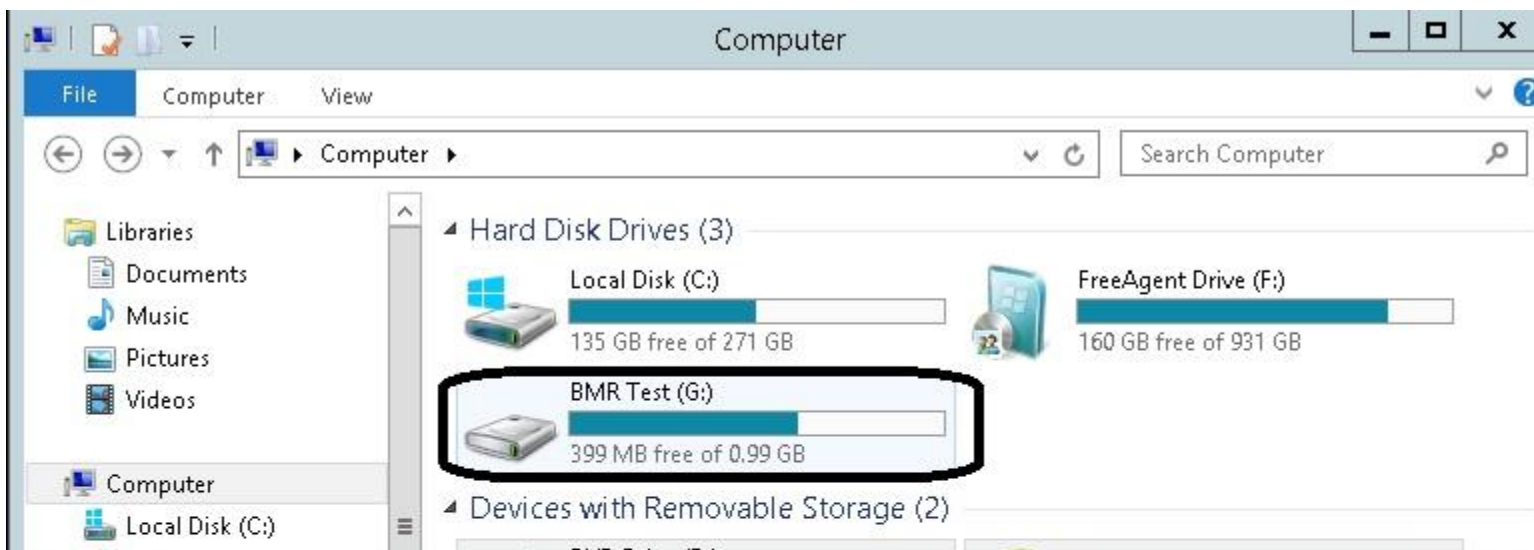 Computer
File Computer View
Computer
Search Computer
Libraries
Documents
Music
Pictures
Videos
Computer
Local Disk (C:)
Hard Disk Drives (3)
Local Disk (C:)
135 GB free of 271 GB
FreeAgent Drive (F:)
160 GB free of 931 GB
BMR Test (G:)
399 MB free of 0.99 GB
Devices with Removable Storage (2)